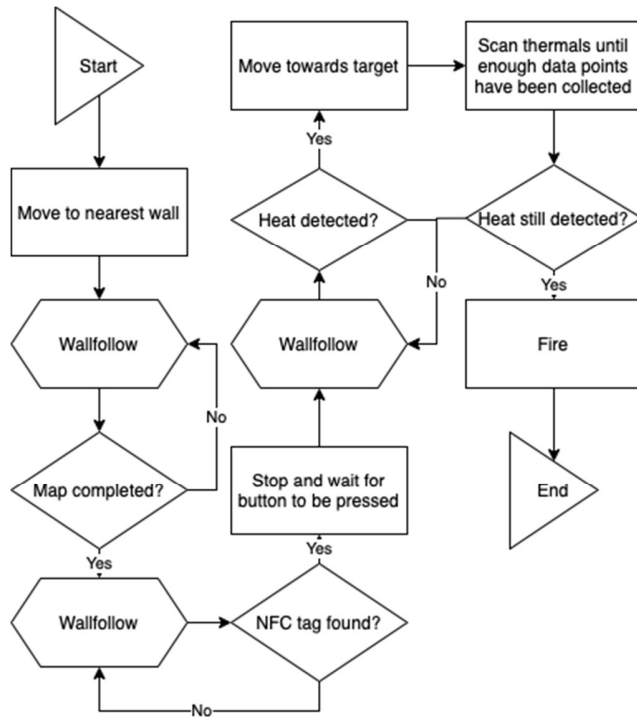 Start
Move to nearest wall
Wallfollow
No
Map completed?
Yes
Wallfollow
NFC tag found?
No
Yes
Stop and wait for
button to be pressed
Wallfollow
Heat detected?
No
Yes
Move towards target
Scan thermals until
enough data points
have been collected
Heat still detected?
Yes
Fire
End